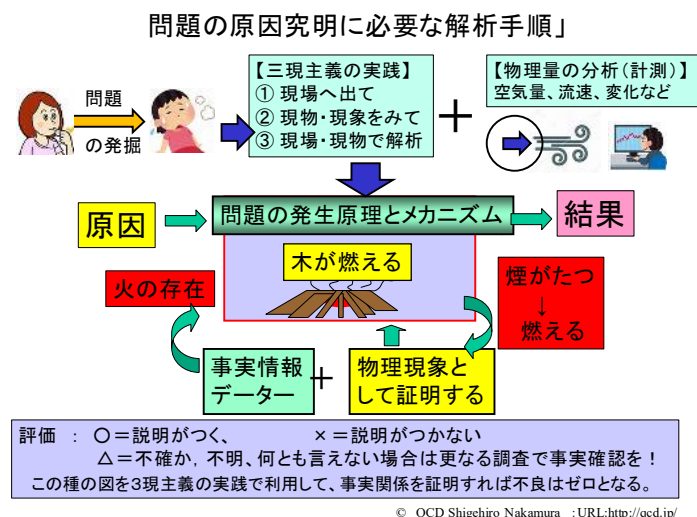 問題の原因究明に必要な解析手順」
問題
の発掘
【三現主義の実践】
① 現場へ出て
② 現物・現象をみて
③ 現場・現物で解析
＋
【物理量の分析（計測）】
空気量、流速、変化など
原因
問題の発生原理とメカニズム
結果
木が燃える
火の存在
煙がたつ
↓
燃える
事実情報
データー
＋
物理現象と
して証明する
評価 ： 〇＝説明がつく、 ×＝説明がつかない
△＝不確か，不明、何とも言えない場合は更なる調査で事実確認を！
この種の図を３現主義の実践で利用して、事実関係を証明すれば不良はゼロとなる。
© QCD Shigehiro Nakamura :URL:http://qcd.jp/